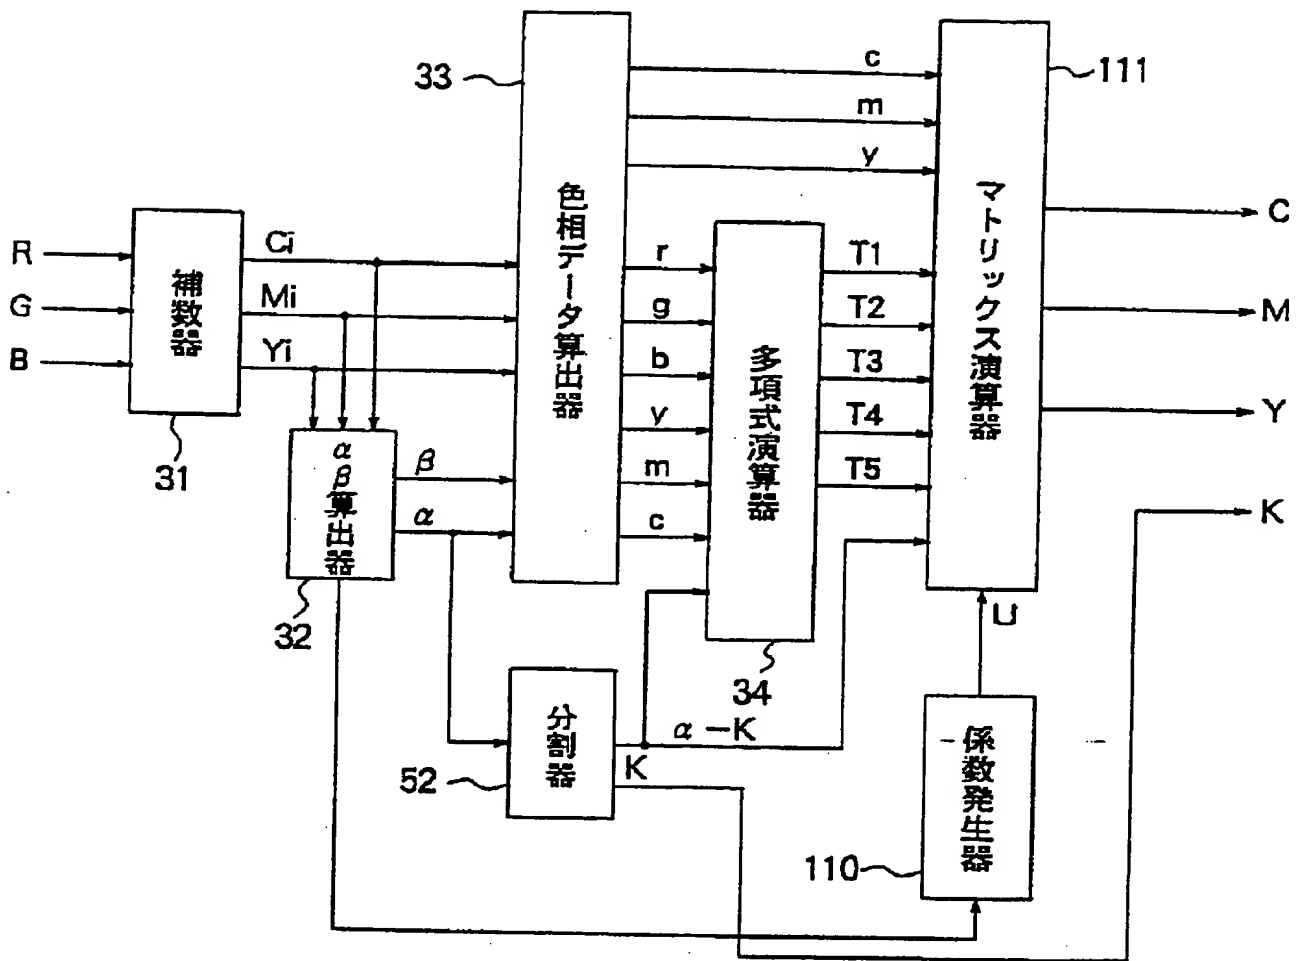 33
c
111
m
y
色相データ算出器
マトリックス演算器
R
G
B
補数器
Ci
Mi
Yi
31
r
g
b
y
m
c
多項式演算器
T1
T2
T3
T4
T5
C
M
Y
K
αβ算出器
β
α
32
34
U
分割器
α－K
K
52
係数発生器
110